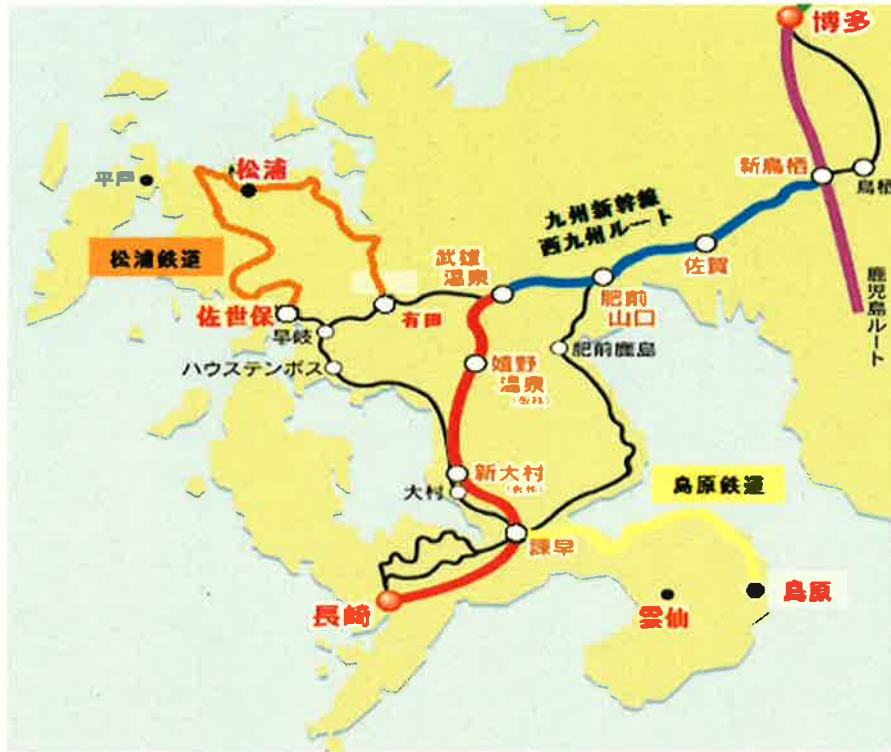 博多
新鳥栖
鳥栖
九州新幹線
西九州ルート
佐賀
鹿児島ルート
松浦
平戸
松浦鉄道
武雄
温泉
肥前
山口
佐世保
有田
早岐
肥前鹿島
ハウステンボス
嬉野
温泉
(仮称)
新大村
(仮称)
大村
島原鉄道
諫早
長崎
雲仙
島原